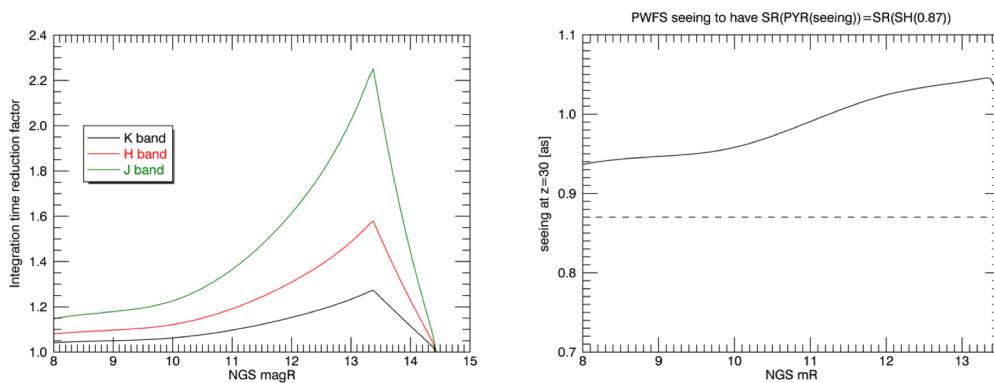 Integration time reduction factor
2.4
2.2
2.0
1.8
1.6
1.4
1.2
1.0
K band
H band
J band
8 9 10 11 12 13 14 15
NGS magR
PWFS seeing to have SR(PYR(seeing))=SR(SH(0.87))
seeing at z=30 [as]
1.1
1.0
0.9
0.8
0.7
8 9 10 11 12 13
NGS mR